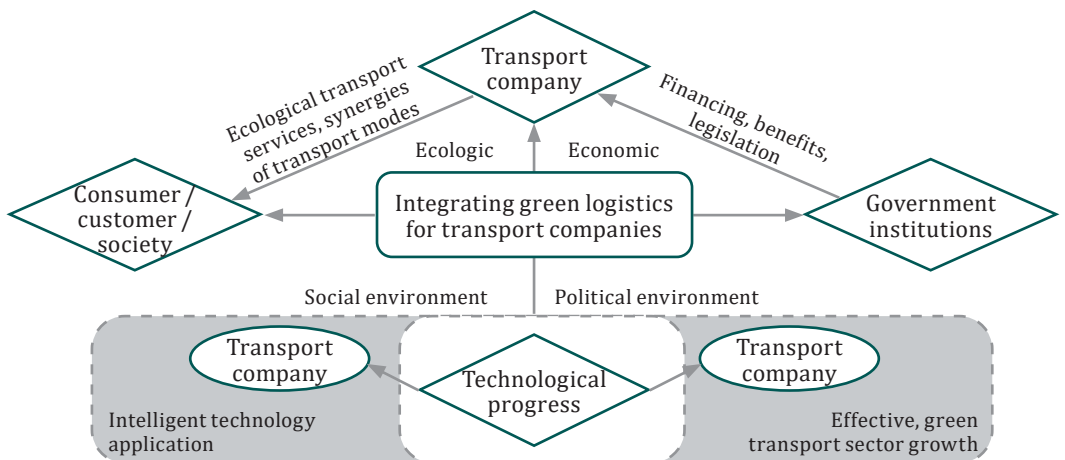 Transport
company
Ecological transport
services, synergies
of transport modes
Financing, benefits,
legislation
Ecologic
Economic
Consumer /
customer /
society
Integrating green logistics
for transport companies
Government
institutions
Social environment
Political environment
Transport
company
Technological
progress
Transport
company
Intelligent technology
application
Effective, green
transport sector growth